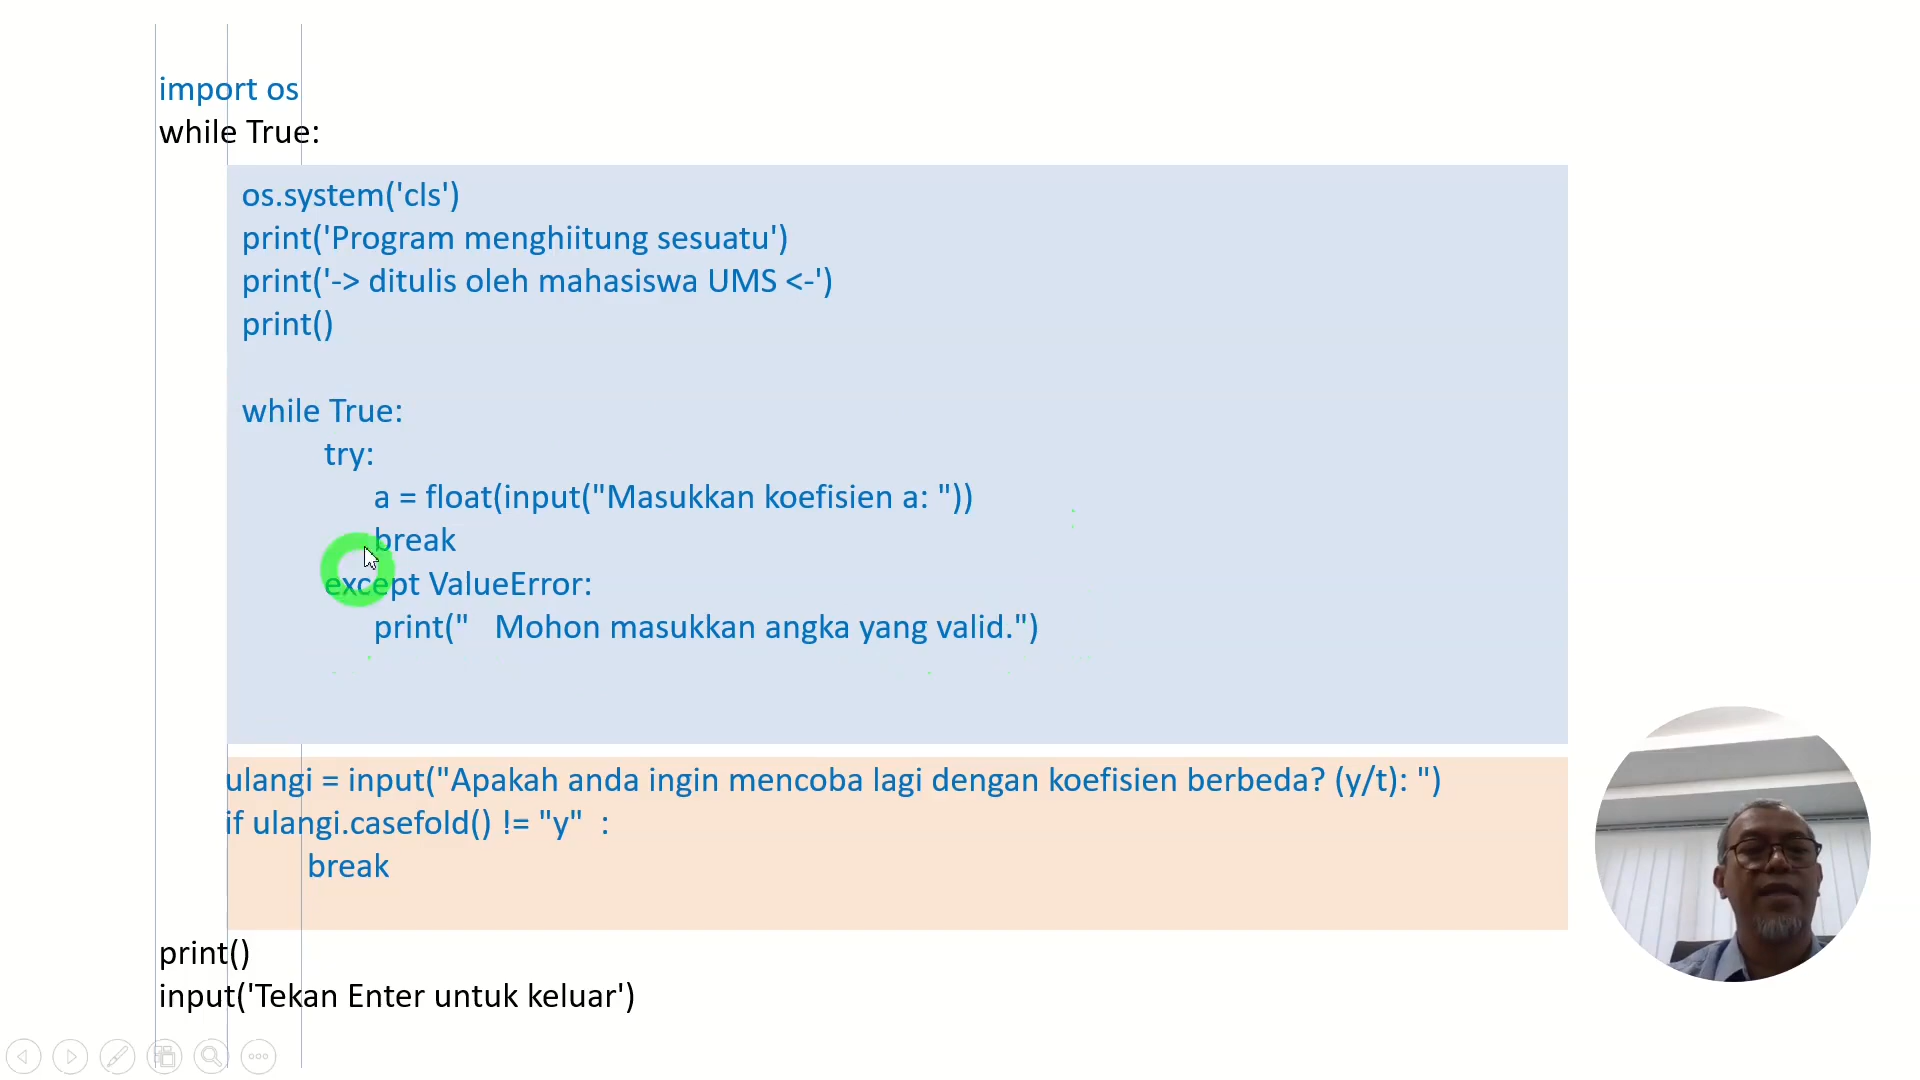 import os
while True:
os.system('cls')
print('Program menghiitung sesuatu')
print('-> ditulis oleh mahasiswa UMS <-')
print()
while True:
try:
a = float(input("Masukkan koefisien a: "))
break
except ValueError:
print("   Mohon masukkan angka yang valid.")
ulangi = input("Apakah anda ingin mencoba lagi dengan koefisien berbeda? (y/t): ")
if ulangi.casefold() != "y"  :
break
print()
input('Tekan Enter untuk keluar')